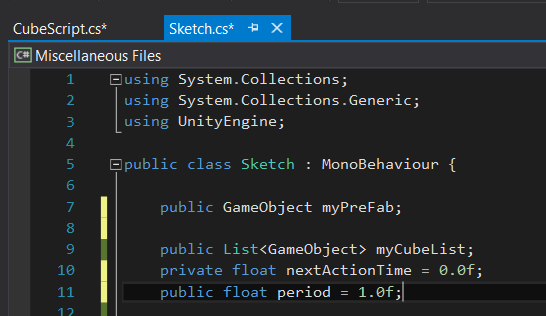 CubeScript.cs* Sketch.cs*
C# Miscellaneous Files
1 using System.Collections;
2 using System.Collections.Generic;
3 using UnityEngine;
4
5 public class Sketch : MonoBehaviour {
6
7 public GameObject myPreFab;
8
9 public List<GameObject> myCubeList;
10 private float nextActionTime = 0.0f;
11 public float period = 1.0f;
12